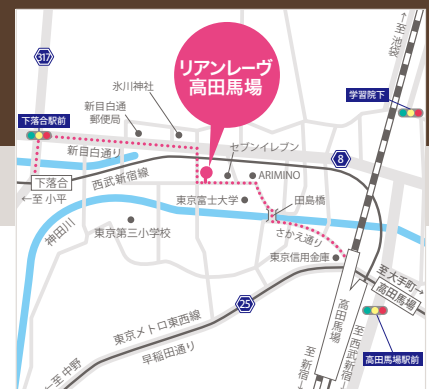 317
リアンレーヴ
高田馬場
↑至 池袋
氷川神社
新目白通
郵便局
学習院下
下落合駅前
新目白通り
セブンイレブン
8
下落合
西武新宿線
ARIMINO
←至 小平
東京富士大学
田島橋
神田川
東京第三小学校
さかえ通り
東京信用金庫
至 大手町→
高田馬場
25
高田馬場
東京メトロ東西線
早稲田通り
高田馬場駅前
←至 中野
至 新宿
至 西武新宿